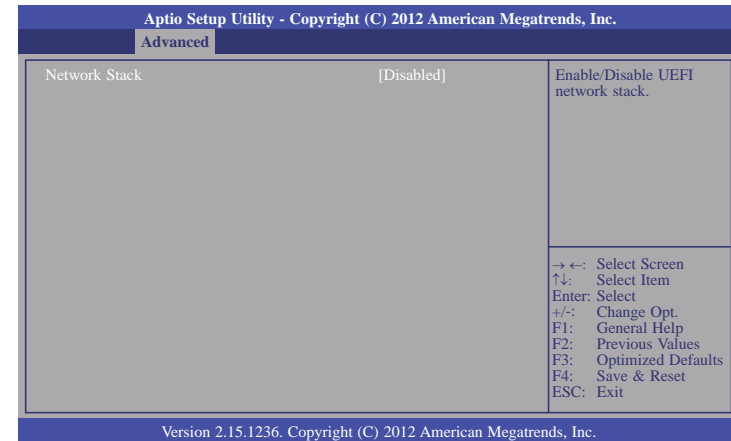 Aptio Setup Utility - Copyright (C) 2012 American Megatrends, Inc.
Advanced
Network Stack [Disabled]
Enable/Disable UEFI
network stack.
→ ←: Select Screen
↑↓: Select Item
Enter: Select
+/-: Change Opt.
F1: General Help
F2: Previous Values
F3: Optimized Defaults
F4: Save & Reset
ESC: Exit
Version 2.15.1236. Copyright (C) 2012 American Megatrends, Inc.